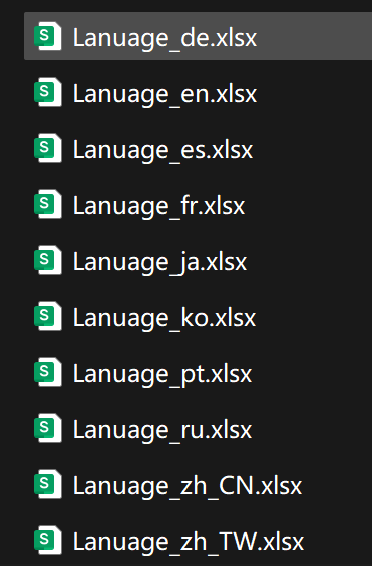 Lanuage_de.xlsx
Lanuage_en.xlsx
Lanuage_es.xlsx
Lanuage_fr.xlsx
Lanuage_ja.xlsx
Lanuage_ko.xlsx
Lanuage_pt.xlsx
Lanuage_ru.xlsx
Lanuage_zh_CN.xlsx
Lanuage_zh_TW.xlsx